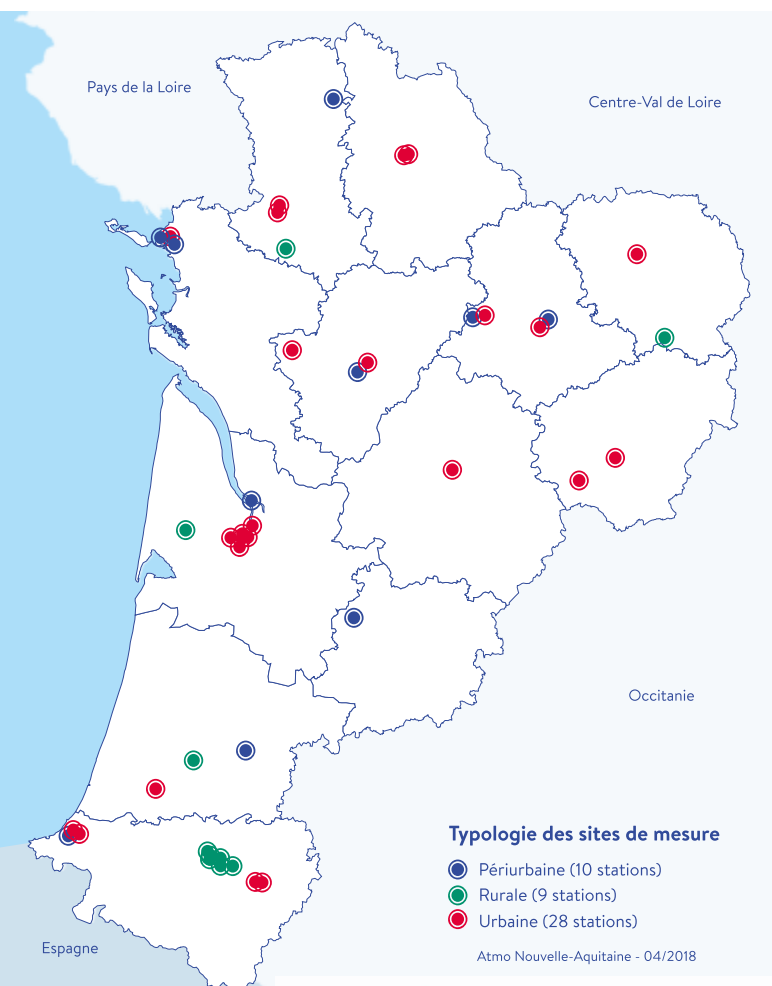 Pays de la Loire
Centre-Val de Loire
Occitanie
Typologie des sites de mesure
Périurbaine (10 stations)
Rurale (9 stations)
Urbaine (28 stations)
Espagne
Atmo Nouvelle-Aquitaine - 04/2018